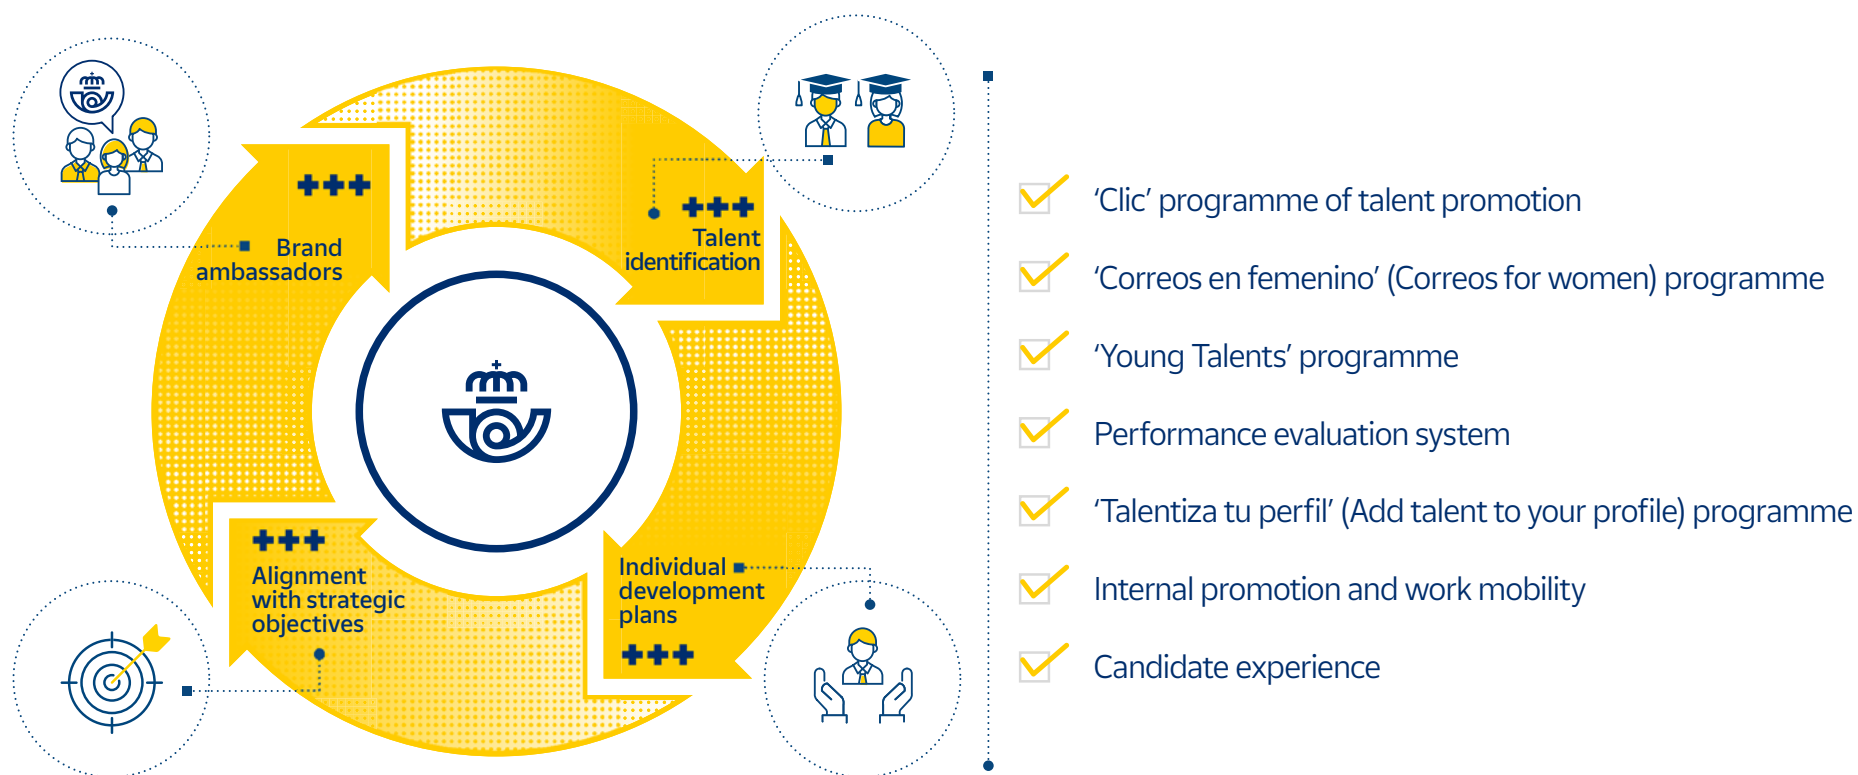 Brand
ambassadors
Talent
identification
Individual
development
plans
Alignment
with strategic
objectives
‘Clic’ programme of talent promotion
‘Correos en femenino’ (Correos for women) programme
‘Young Talents’ programme
Performance evaluation system
‘Talentiza tu perfil’ (Add talent to your profile) programme
Internal promotion and work mobility
Candidate experience